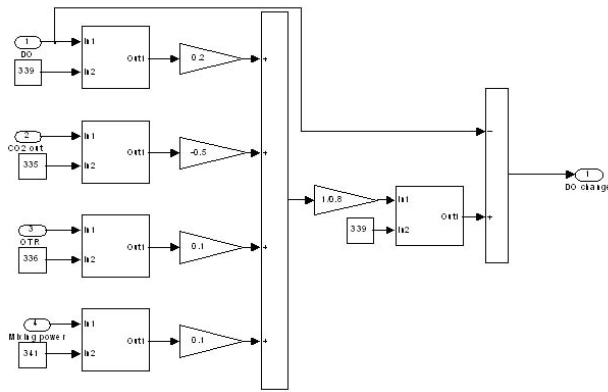 1
DO
339
In1
In2
Out1
0.2
+
2
CO2 out
335
In1
In2
Out1
-0.5
+
3
OTR
336
In1
In2
Out1
0.1
+
4
Mixing power
341
In1
In2
Out1
0.1
+
1/0.8
339
In1
In2
Out1
−
+
1
DO change